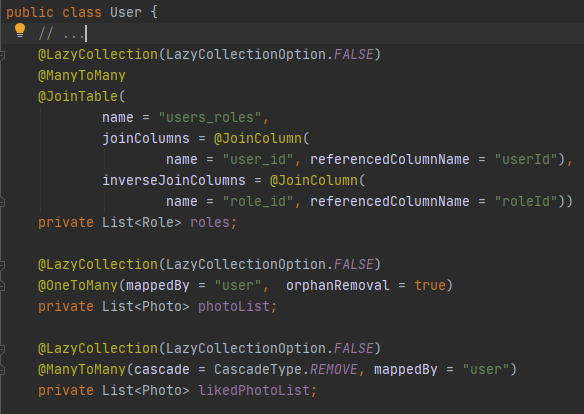 public class User {
    // ...
    @LazyCollection(LazyCollectionOption.FALSE)
    @ManyToMany
    @JoinTable(
            name = "users_roles",
            joinColumns = @JoinColumn(
                    name = "user_id", referencedColumnName = "userId"),
            inverseJoinColumns = @JoinColumn(
                    name = "role_id", referencedColumnName = "roleId"))
    private List<Role> roles;

    @LazyCollection(LazyCollectionOption.FALSE)
    @OneToMany(mappedBy = "user",  orphanRemoval = true)
    private List<Photo> photoList;

    @LazyCollection(LazyCollectionOption.FALSE)
    @ManyToMany(cascade = CascadeType.REMOVE, mappedBy = "user")
    private List<Photo> likedPhotoList;